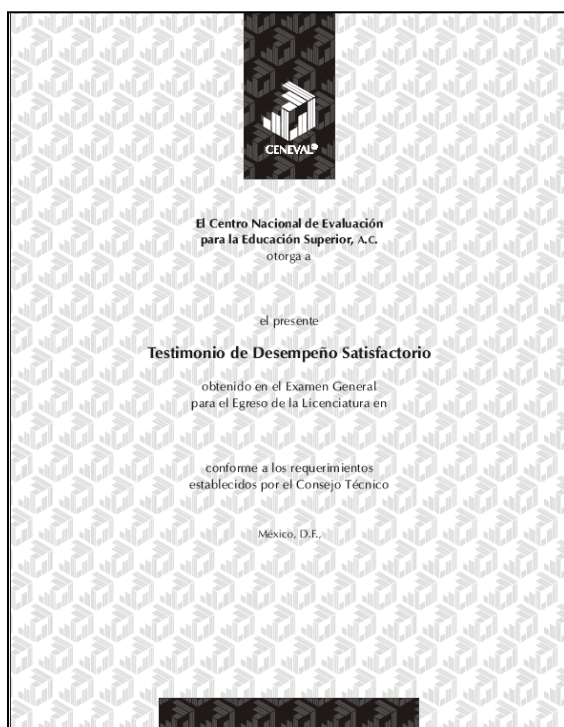 CENEVAL®
El Centro Nacional de Evaluación
para la Educación Superior, A.C.
otorga a
el presente
Testimonio de Desempeño Satisfactorio
obtenido en el Examen General
para el Egreso de la Licenciatura en
conforme a los requerimientos
establecidos por el Consejo Técnico
México, D.F.,